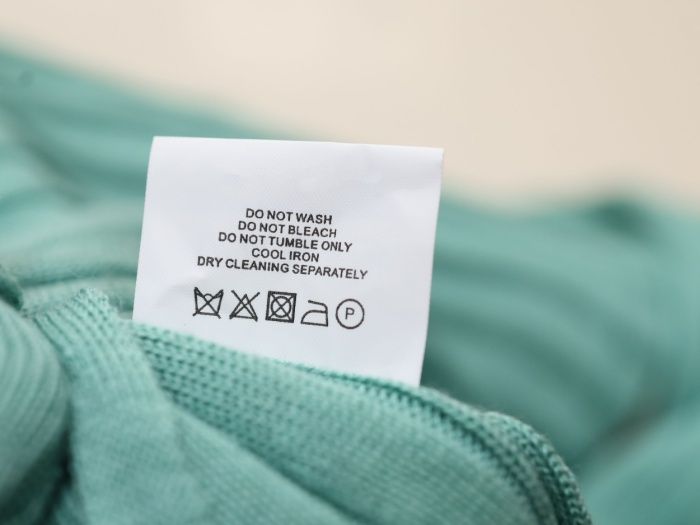 DO NOT WASH
DO NOT BLEACH
DO NOT TUMBLE ONLY
COOL IRON
DRY CLEANING SEPARATELY
P